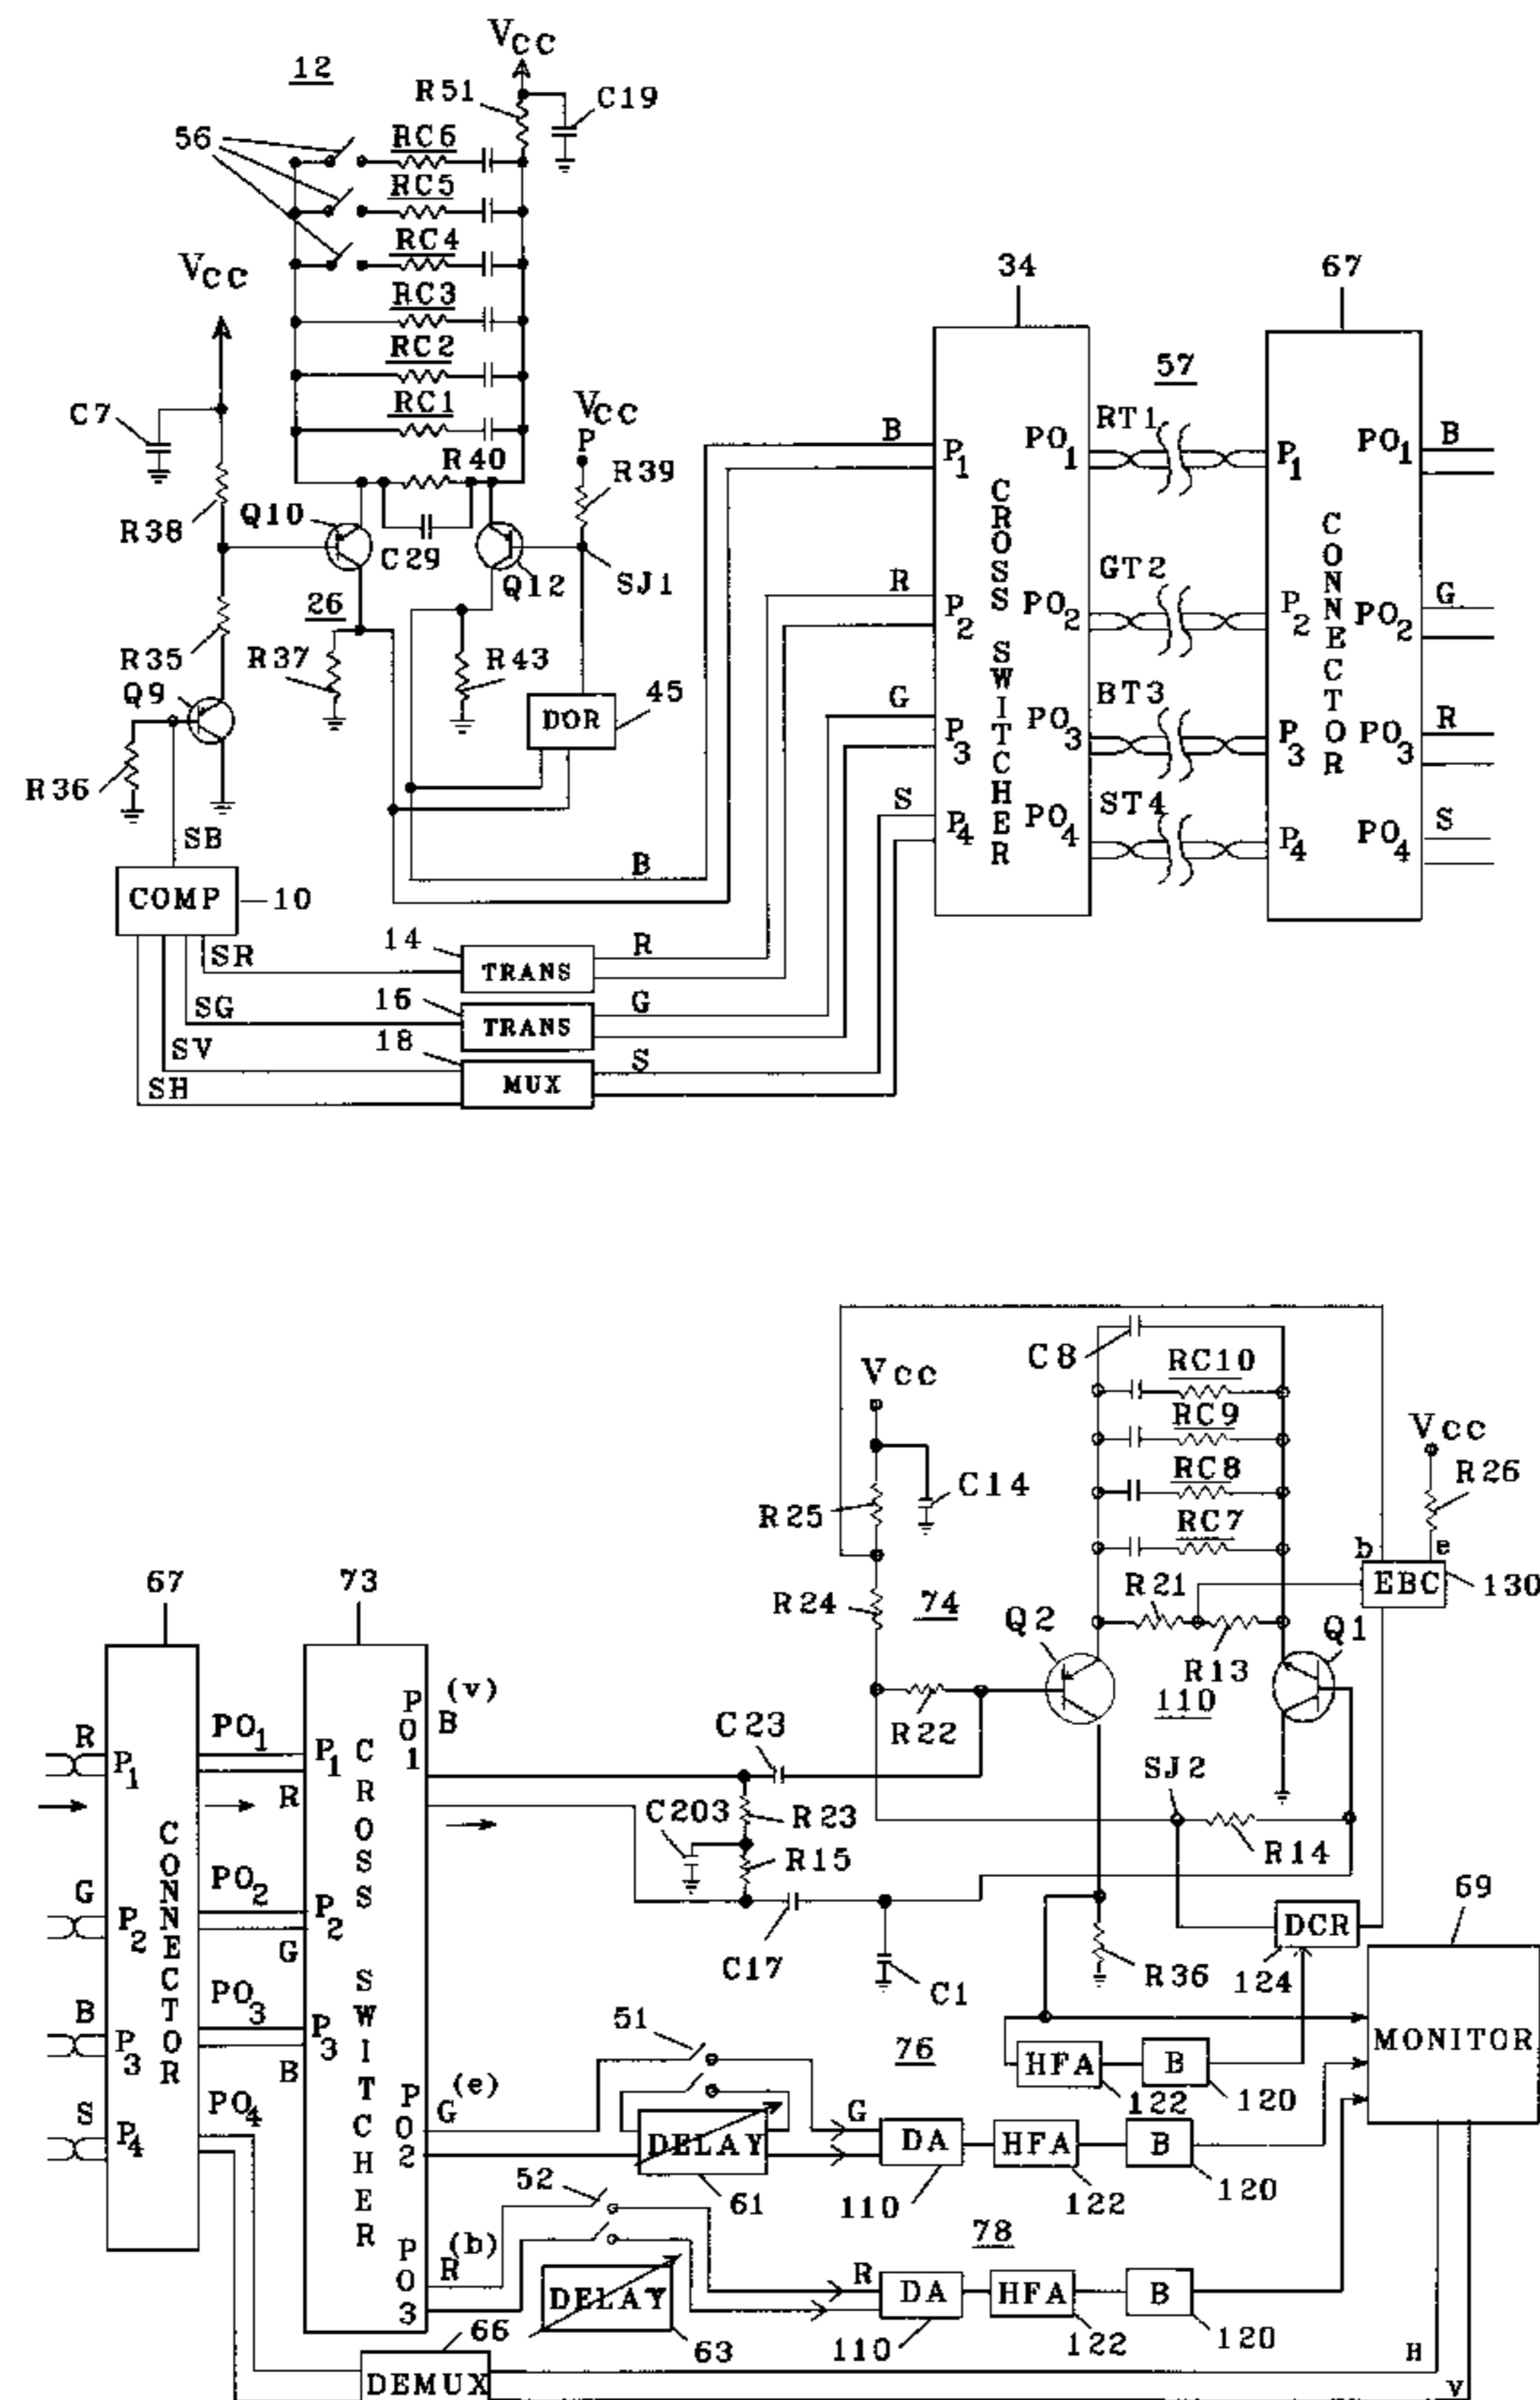 VCC
12
R51
C19
56
RC6
RC5
RC4
VCC
34
67
RC3
RC2
57
C7
RC1
VCC
P
R40
R39
B
P1
PO1
RT1
P1
PO1
B
R38
Q10
C29
Q12
SJ1
R
P2
PO2
GT2
P2
PO2
G
CROSS SWITCHER
CONNECTOR
26
R35
R37
R43
Q9
DOR
45
G
P3
PO3
BT3
P3
PO3
R
R36
S
P4
PO4
ST4
P4
PO4
S
SB
B
COMP
10
SR
14
TRANS
R
SG
16
TRANS
G
SV
18
MUX
S
SH
C8
RC10
VCC
RC9
VCC
R26
C14
RC8
R25
RC7
b
e
EBC
130
67
73
R24
74
R21
Q2
Q1
R13
110
PO1
(v)
B
R22
R
P1
PO1
P1
R
C23
SJ2
CROSS SWITCHER
CONNECTOR
C203
R23
R14
R15
G
P2
PO2
P2
G
69
DCR
C17
C1
R36
124
B
P3
PO3
P3
B
51
76
MONITOR
HFA
B
122
120
S
P4
PO4
PO2
(e)
G
DELAY
G
DA
HFA
B
52
61
110
122
120
78
PO3
(b)
R
DELAY
R
DA
HFA
B
66
63
110
122
120
H
DEMUX
V